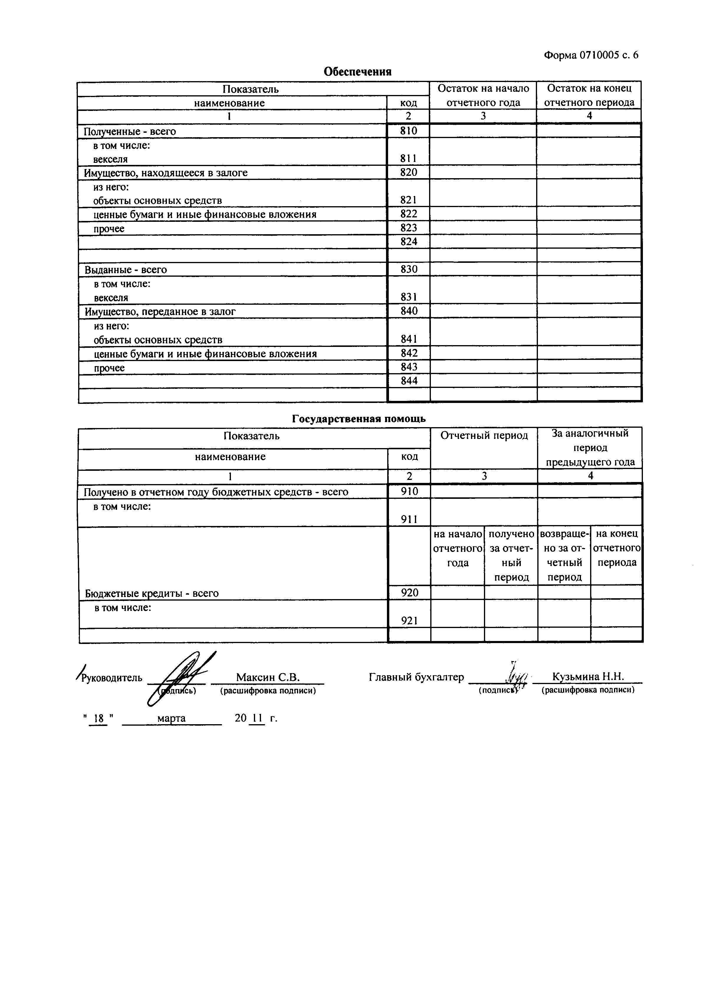 Форма 0710005 с. 6
Обеспечения
Показатель
Остаток на начало отчетного года
Остаток на конец отчетного периода
наименование код
1 2 3 4
Полученные - всего 810
в том числе:
векселя 811
Имущество, находящееся в залоге 820
из него:
объекты основных средств 821
ценные бумаги и иные финансовые вложения 822
прочее 823
824
Выданные - всего 830
в том числе:
векселя 831
Имущество, переданное в залог 840
из него:
объекты основных средств 841
ценные бумаги и иные финансовые вложения 842
прочее 843
844
Государственная помощь
Показатель
Отчетный период
За аналогичный
период
предыдущего года
наименование код
1 2 3 4
Получено в отчетном году бюджетных средств - всего 910
в том числе:
911
на начало получено возвраще- на конец
отчетного за отчет- но за от- отчетного
года ный четный периода
период период
Бюджетные кредиты - всего 920
в том числе:
921
Руководитель Максин С.В. Главный бухгалтер Кузьмина Н.Н.
(подпись) (расшифровка подписи) (подпись) (расшифровка подписи)
" 18 " марта 20 11 г.